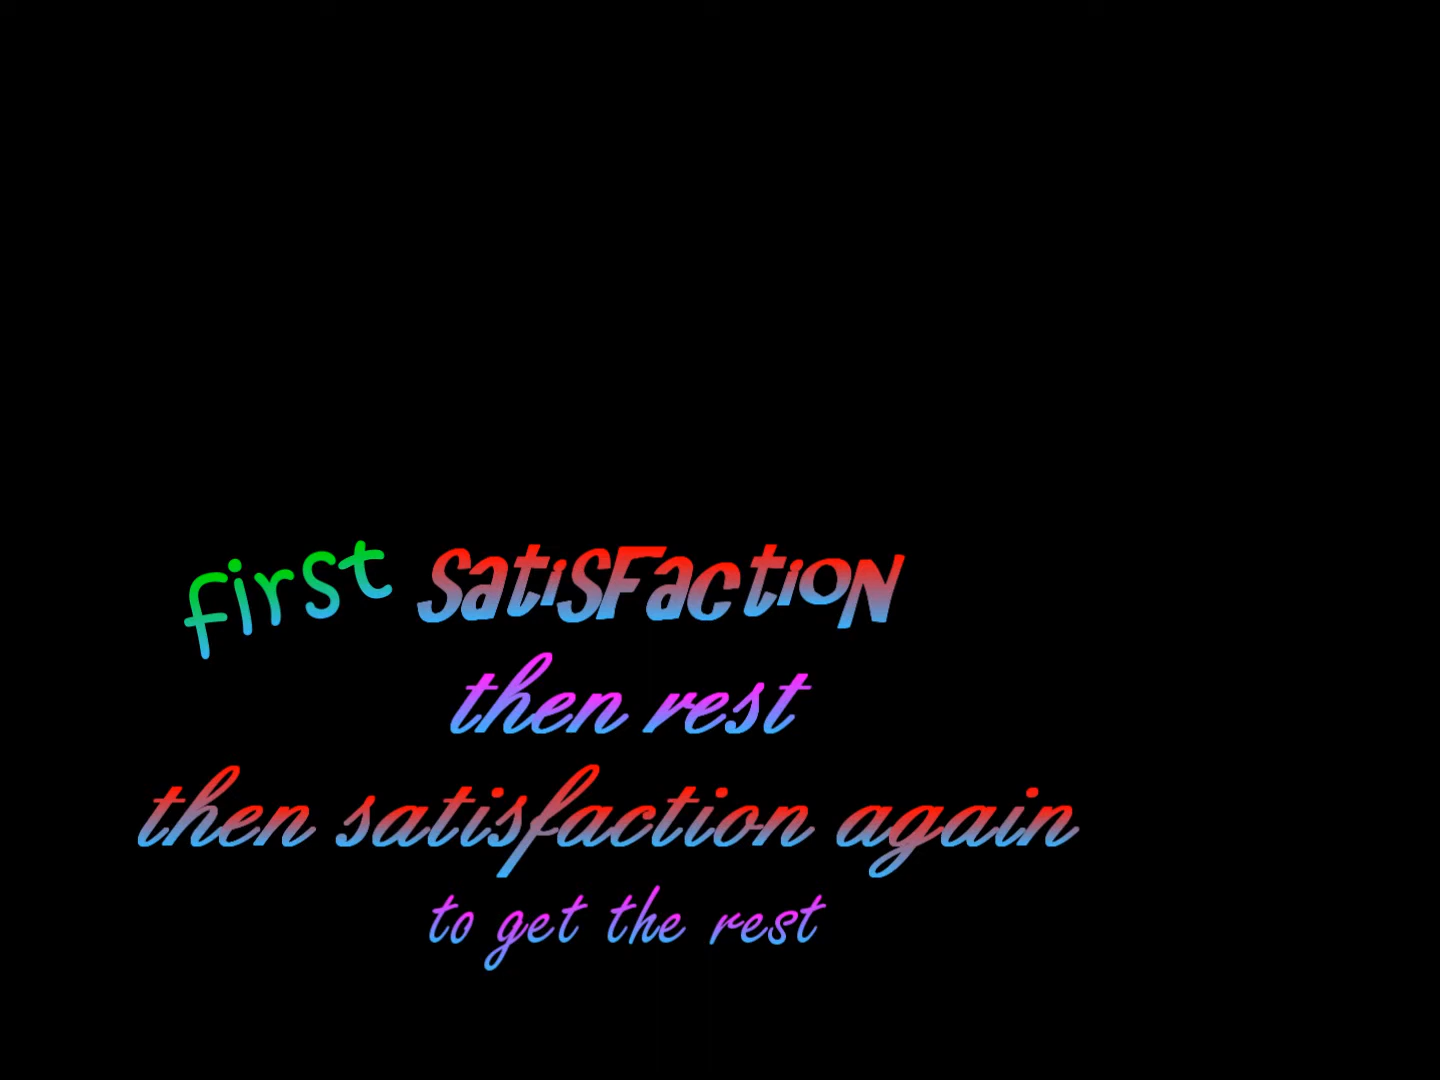 first satisFactioN
then rest
then satisfaction again
to get the rest